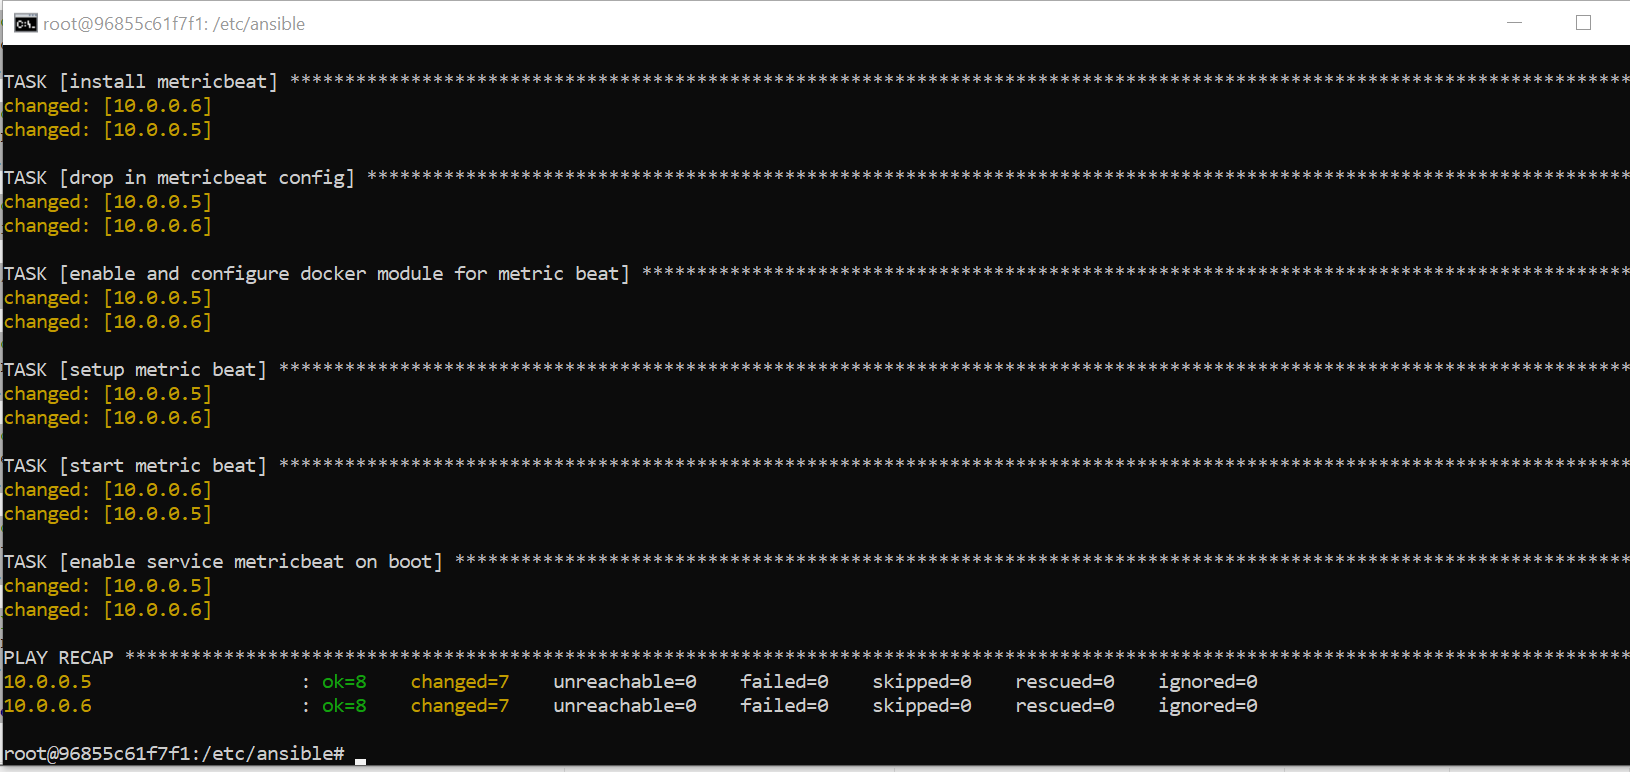 root@96855c61f7f1: /etc/ansible
TASK [install metricbeat] **************************************************************************************************************************
changed: [10.0.0.6]
changed: [10.0.0.5]
TASK [drop in metricbeat config] *******************************************************************************************************************
changed: [10.0.0.5]
changed: [10.0.0.6]
TASK [enable and configure docker module for metric beat] ******************************************************************************************
changed: [10.0.0.5]
changed: [10.0.0.6]
TASK [setup metric beat] ***************************************************************************************************************************
changed: [10.0.0.5]
changed: [10.0.0.6]
TASK [start metric beat] ***************************************************************************************************************************
changed: [10.0.0.6]
changed: [10.0.0.5]
TASK [enable service metricbeat on boot] ***********************************************************************************************************
changed: [10.0.0.5]
changed: [10.0.0.6]
PLAY RECAP *****************************************************************************************************************************************
10.0.0.5                   : ok=8    changed=7    unreachable=0    failed=0    skipped=0    rescued=0    ignored=0
10.0.0.6                   : ok=8    changed=7    unreachable=0    failed=0    skipped=0    rescued=0    ignored=0
root@96855c61f7f1:/etc/ansible#